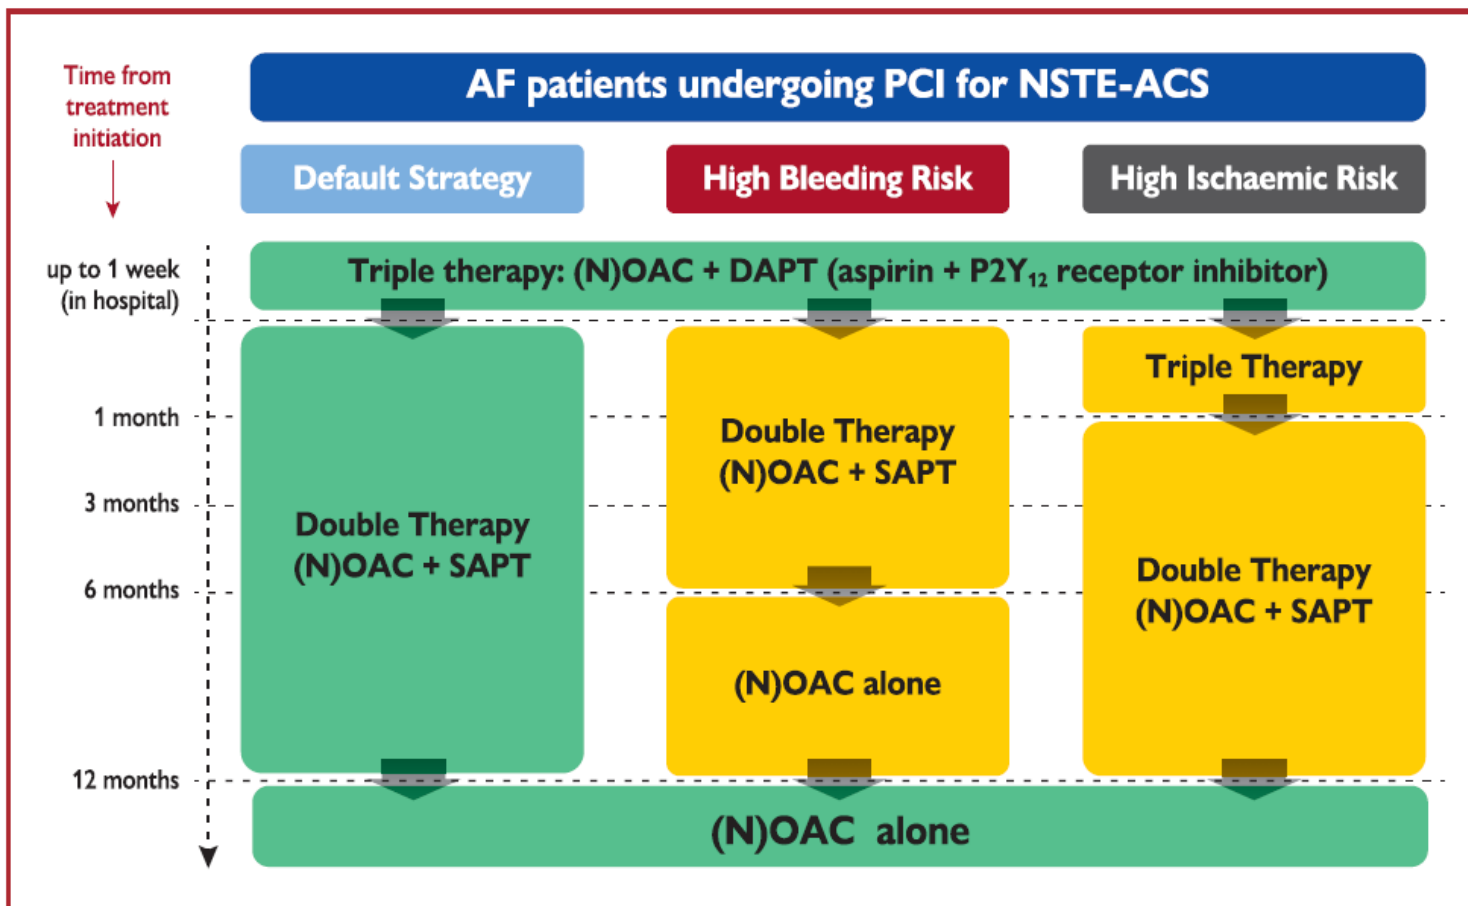 Time from
treatment
initiation
AF patients undergoing PCI for NSTE-ACS
Default Strategy
High Bleeding Risk
High Ischaemic Risk
up to 1 week
(in hospital)
Triple therapy: (N)OAC + DAPT (aspirin + P2Y₁₂ receptor inhibitor)
Triple Therapy
1 month
Double Therapy
(N)OAC + SAPT
3 months
Double Therapy
(N)OAC + SAPT
Double Therapy
(N)OAC + SAPT
6 months
(N)OAC alone
12 months
(N)OAC alone